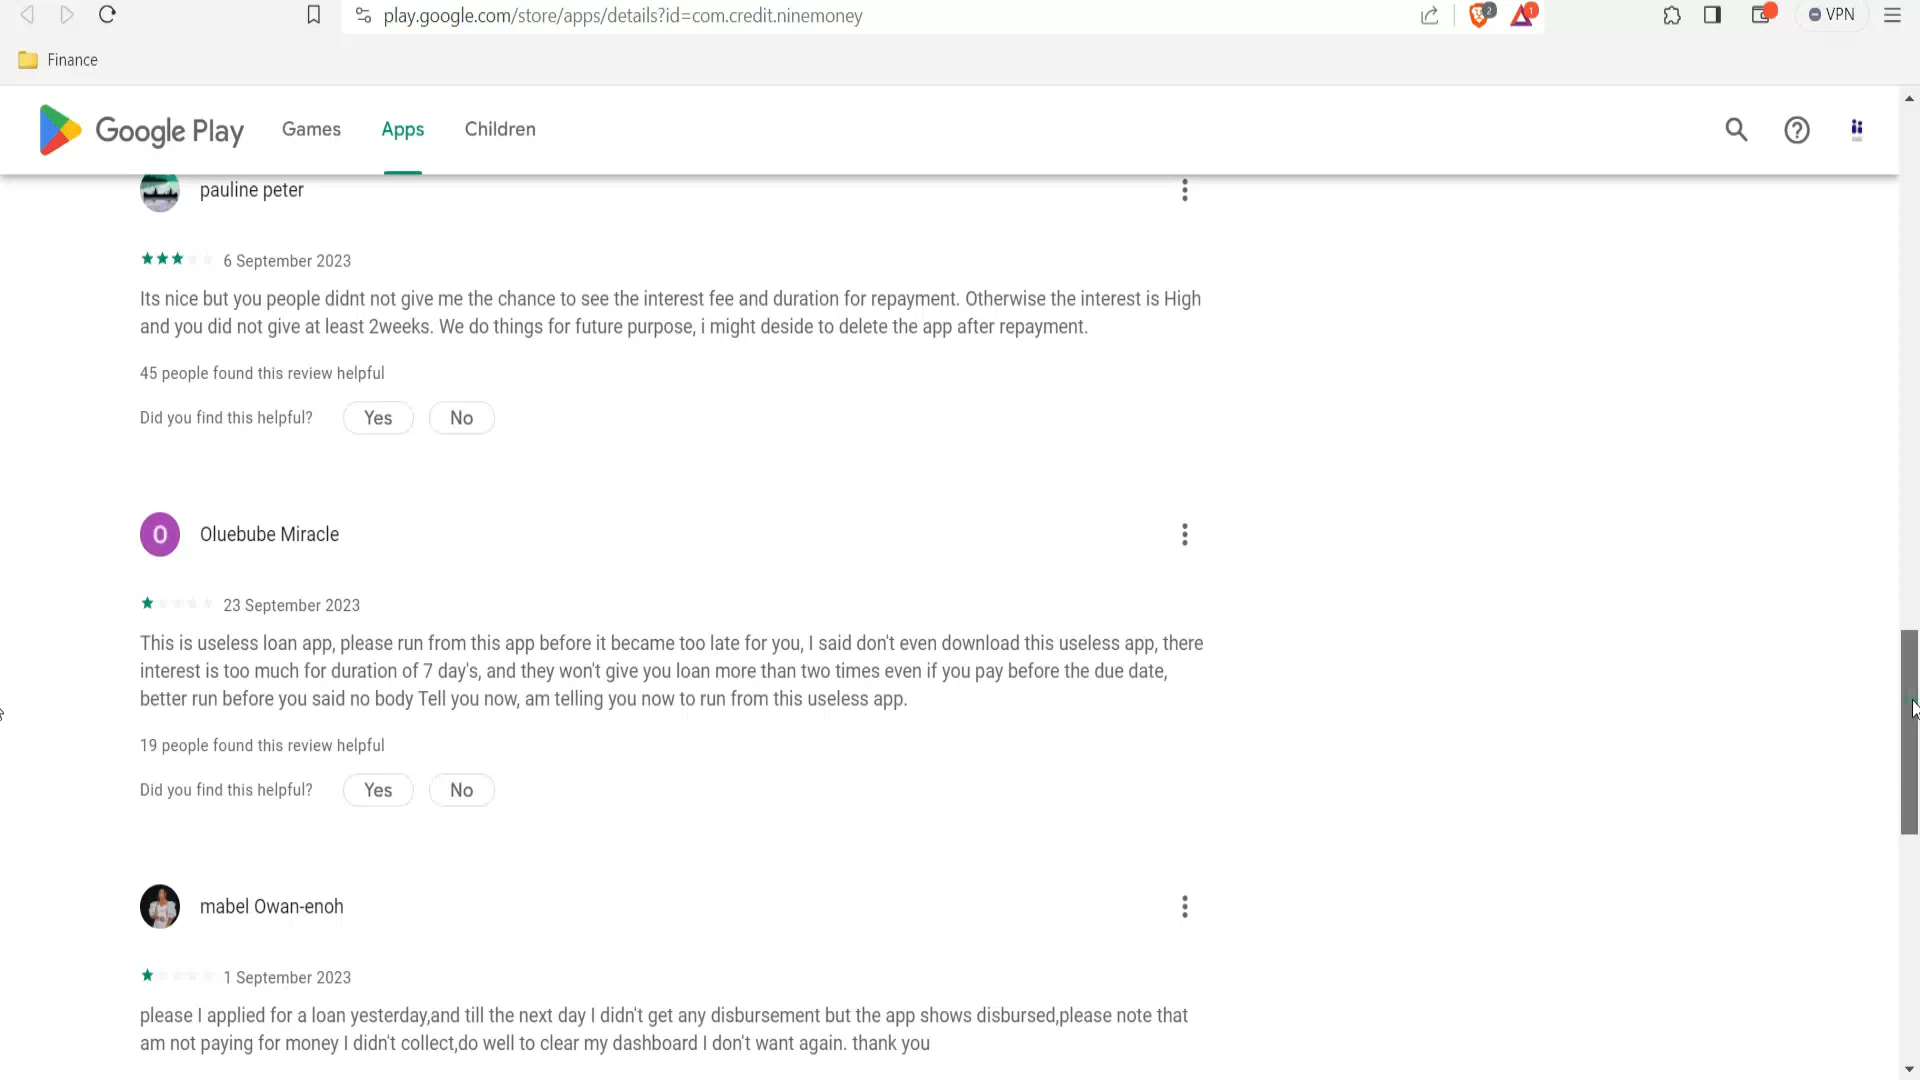 play.google.com/store/apps/details?id=com.credit.ninemoney
2
1
VPN
Finance
Google Play
Games
Apps
Children
pauline peter
6 September 2023
Its nice but you people didnt not give me the chance to see the interest fee and duration for repayment. Otherwise the interest is High
and you did not give at least 2weeks. We do things for future purpose, i might deside to delete the app after repayment.
45 people found this review helpful
Did you find this helpful?
Yes
No
O
Oluebube Miracle
23 September 2023
This is useless loan app, please run from this app before it became too late for you, I said don't even download this useless app, there
interest is too much for duration of 7 day's, and they won't give you loan more than two times even if you pay before the due date,
better run before you said no body Tell you now, am telling you now to run from this useless app.
19 people found this review helpful
Did you find this helpful?
Yes
No
mabel Owan-enoh
1 September 2023
please I applied for a loan yesterday,and till the next day I didn't get any disbursement but the app shows disbursed,please note that
am not paying for money I didn't collect,do well to clear my dashboard I don't want again. thank you